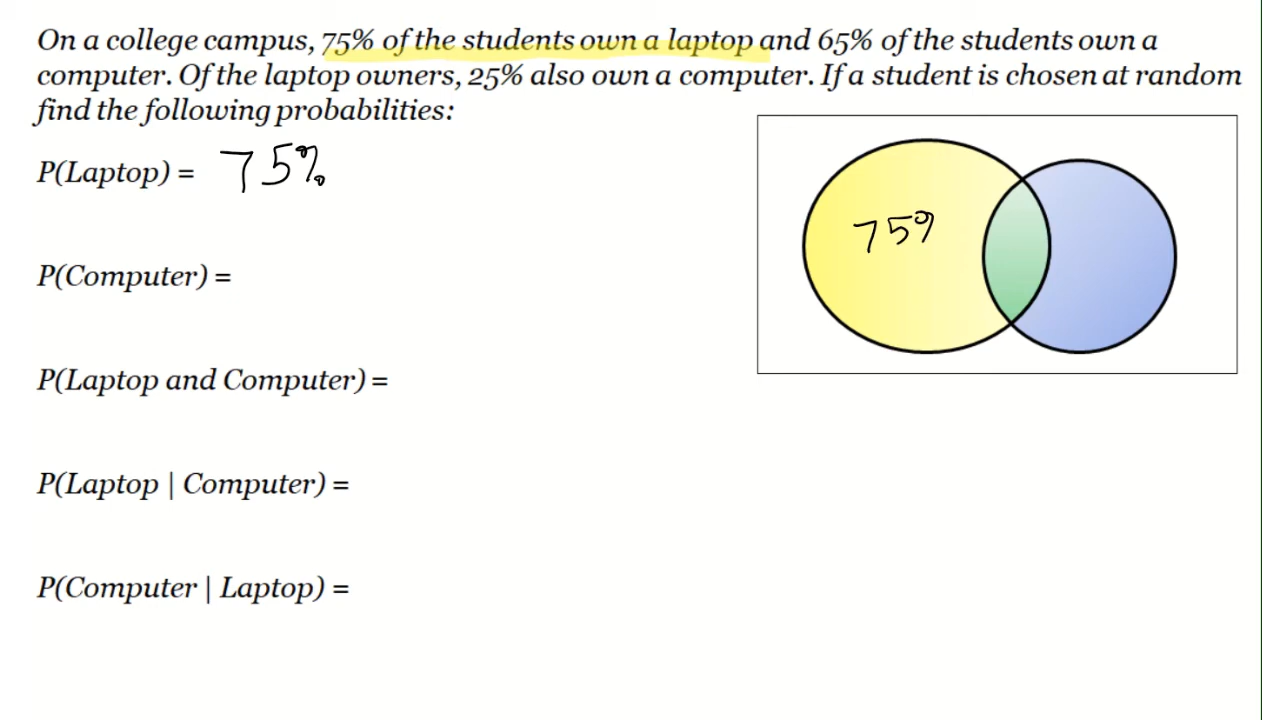 On a college campus, 75% of the students own a laptop and 65% of the students own a
computer. Of the laptop owners, 25% also own a computer. If a student is chosen at random
find the following probabilities:
P(Laptop) = 75%
75%
P(Computer) =
P(Laptop and Computer) =
P(Laptop | Computer) =
P(Computer | Laptop) =